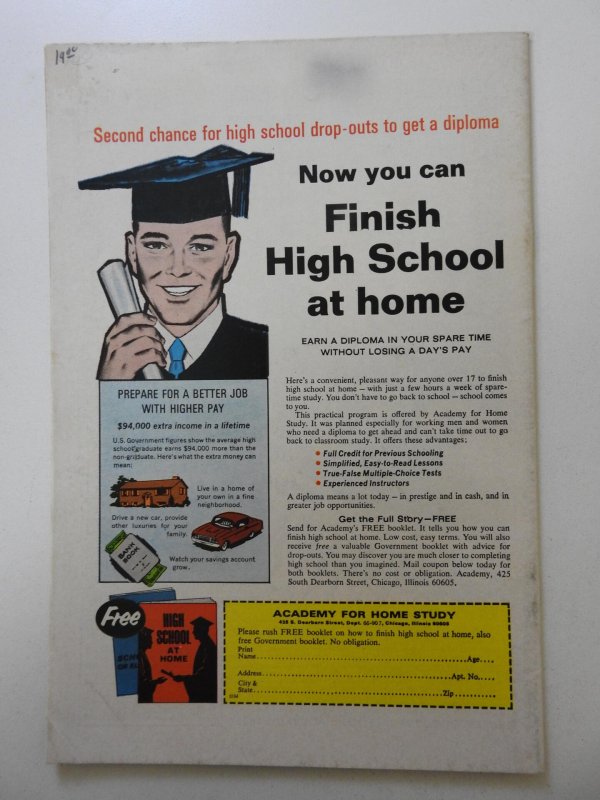 14⁰⁰
Second chance for high school drop-outs to get a diploma
Now you can
Finish
High School
at home
EARN A DIPLOMA IN YOUR SPARE TIME
WITHOUT LOSING A DAY'S PAY
PREPARE FOR A BETTER JOB
WITH HIGHER PAY
$94,000 extra income in a lifetime
U.S. Government figures show the average high
school graduate earns $94,000 more than the
non-graduate. Here's what the extra money can
mean:
Live in a home of
your own in a fine
neighborhood.
Drive a new car, provide
other luxuries for your
family.
BANK
BOOK
Watch your savings account
grow.
Here's a convenient, pleasant way for anyone over 17 to finish
high school at home – with just a few hours a week of spare-
time study. You don't have to go back to school – school comes
to you.
This practical program is offered by Academy for Home
Study. It was planned especially for working men and women
who need a diploma to get ahead and can't take time out to go
back to classroom study. It offers these advantages:
• Full Credit for Previous Schooling
• Simplified, Easy-to-Read Lessons
• True-False Multiple-Choice Tests
• Experienced Instructors
A diploma means a lot today – in prestige and in cash, and in
greater job opportunities.
Get the Full Story–FREE
Send for Academy's FREE booklet. It tells you how you can
finish high school at home. Low cost, easy terms. You will also
receive free a valuable Government booklet with advice for
drop-outs. You may discover you are much closer to completing
high school than you imagined. Mail coupon below today for
both booklets. There's no cost or obligation. Academy, 425
South Dearborn Street, Chicago, Illinois 60605.
Free
HIGH
SCHOOL
AT
HOME
ACADEMY FOR HOME STUDY
425 S. Dearborn Street, Dept. 66-907, Chicago, Illinois 60605
Please rush FREE booklet on how to finish high school at home, also
free Government booklet. No obligation.
Print
Name Age
Address Apt. No.
City &
State Zip